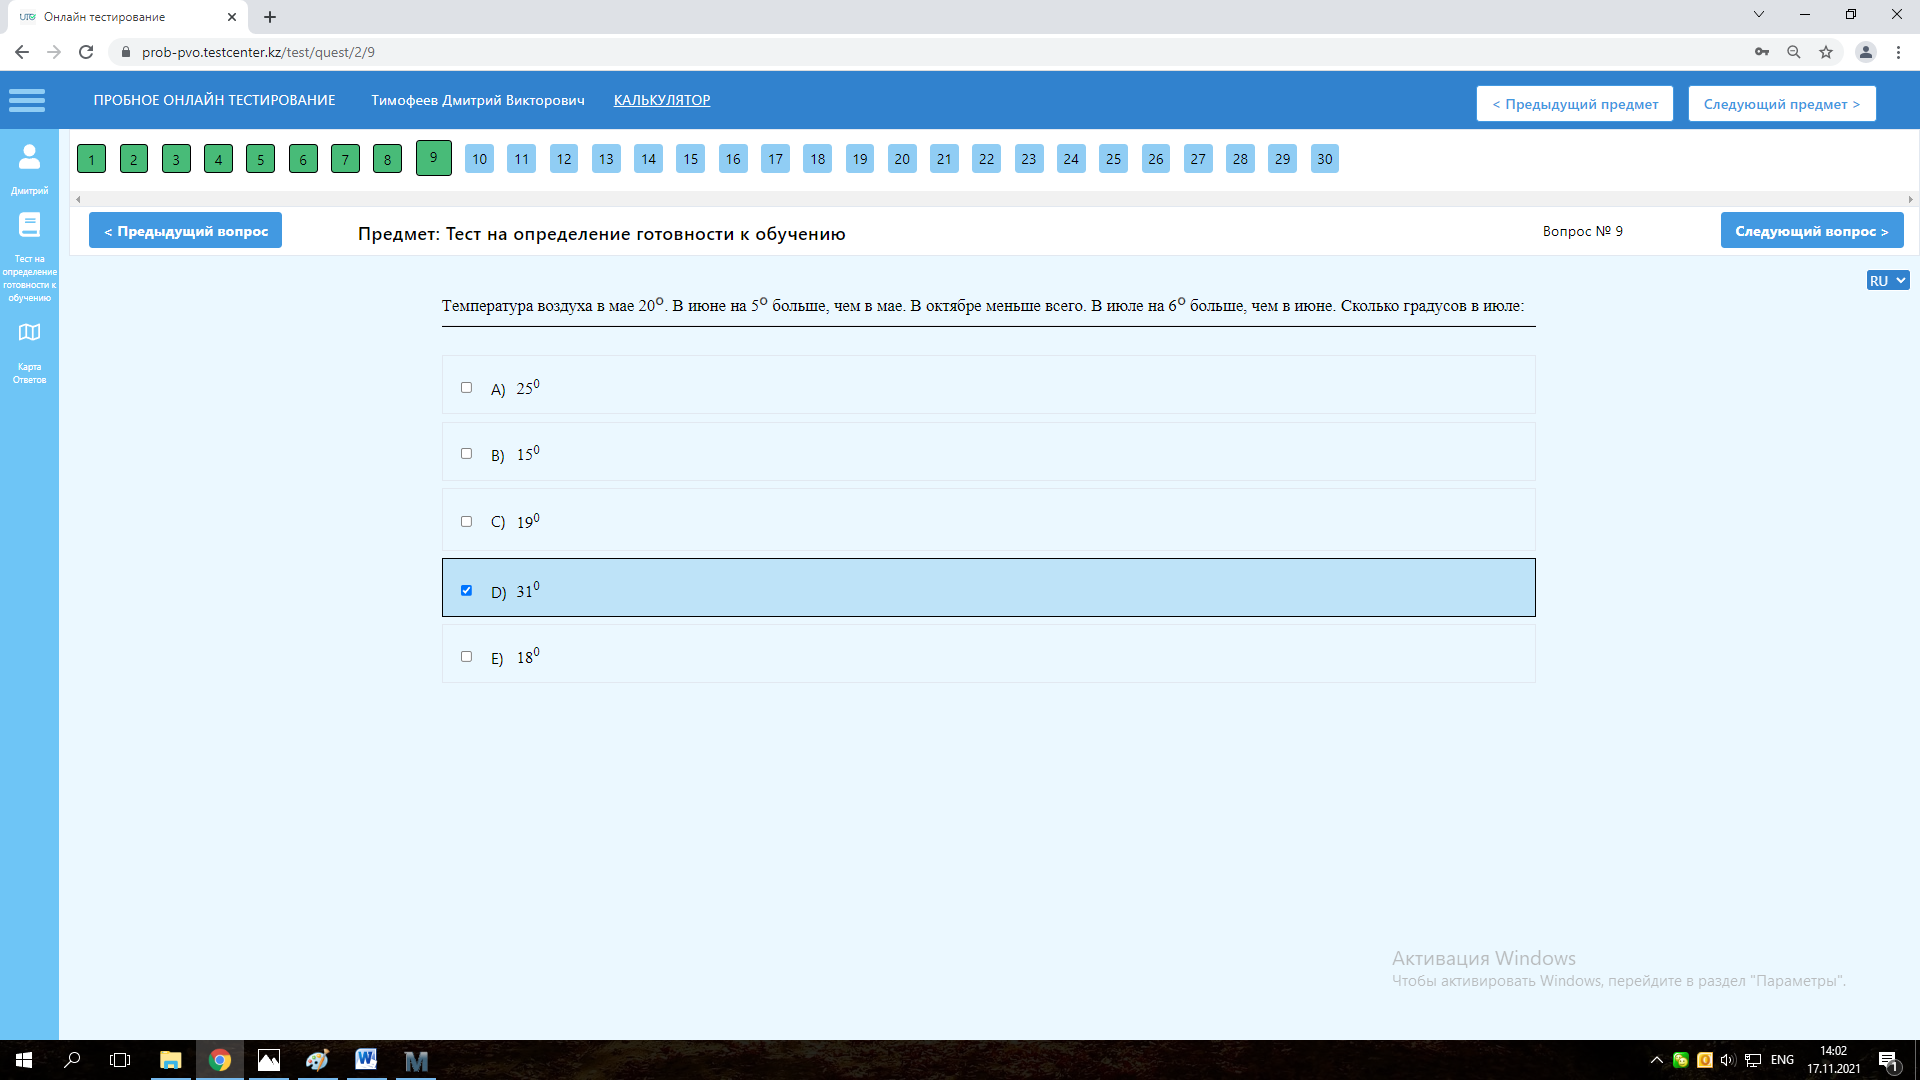 Онлайн тестирование
prob-pvo.testcenter.kz/test/quest/2/9
ПРОБНОЕ ОНЛАЙН ТЕСТИРОВАНИЕ Тимофеев Дмитрий Викторович КАЛЬКУЛЯТОР < Предыдущий предмет Следующий предмет >
1 2 3 4 5 6 7 8 9 10 11 12 13 14 15 16 17 18 19 20 21 22 23 24 25 26 27 28 29 30
Дмитрий
< Предыдущий вопрос Предмет: Тест на определение готовности к обучению Вопрос № 9 Следующий вопрос >
Тест на
определение
готовности к
обучению
RU
Температура воздуха в мае 20⁰. В июне на 5⁰ больше, чем в мае. В октябре меньше всего. В июле на 6⁰ больше, чем в июне. Сколько градусов в июле:
Карта
Ответов
A) 25⁰
B) 15⁰
C) 19⁰
D) 31⁰
E) 18⁰
Активация Windows
Чтобы активировать Windows, перейдите в раздел "Параметры".
ENG
14:02
17.11.2021
1